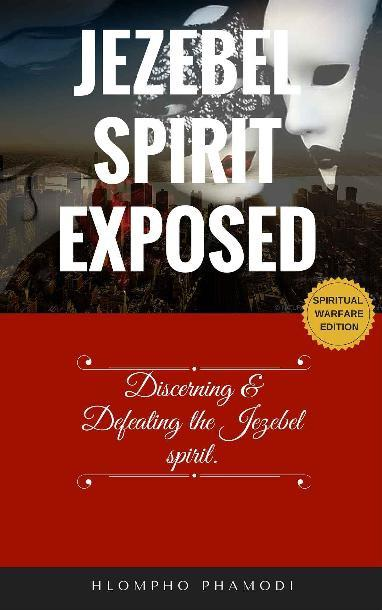 JEZEBEL
SPIRIT
EXPOSED
SPIRITUAL
WARFARE
EDITION
Discerning &
Defeating the Jezebel
spirit.
HLOMPHO PHAMODI